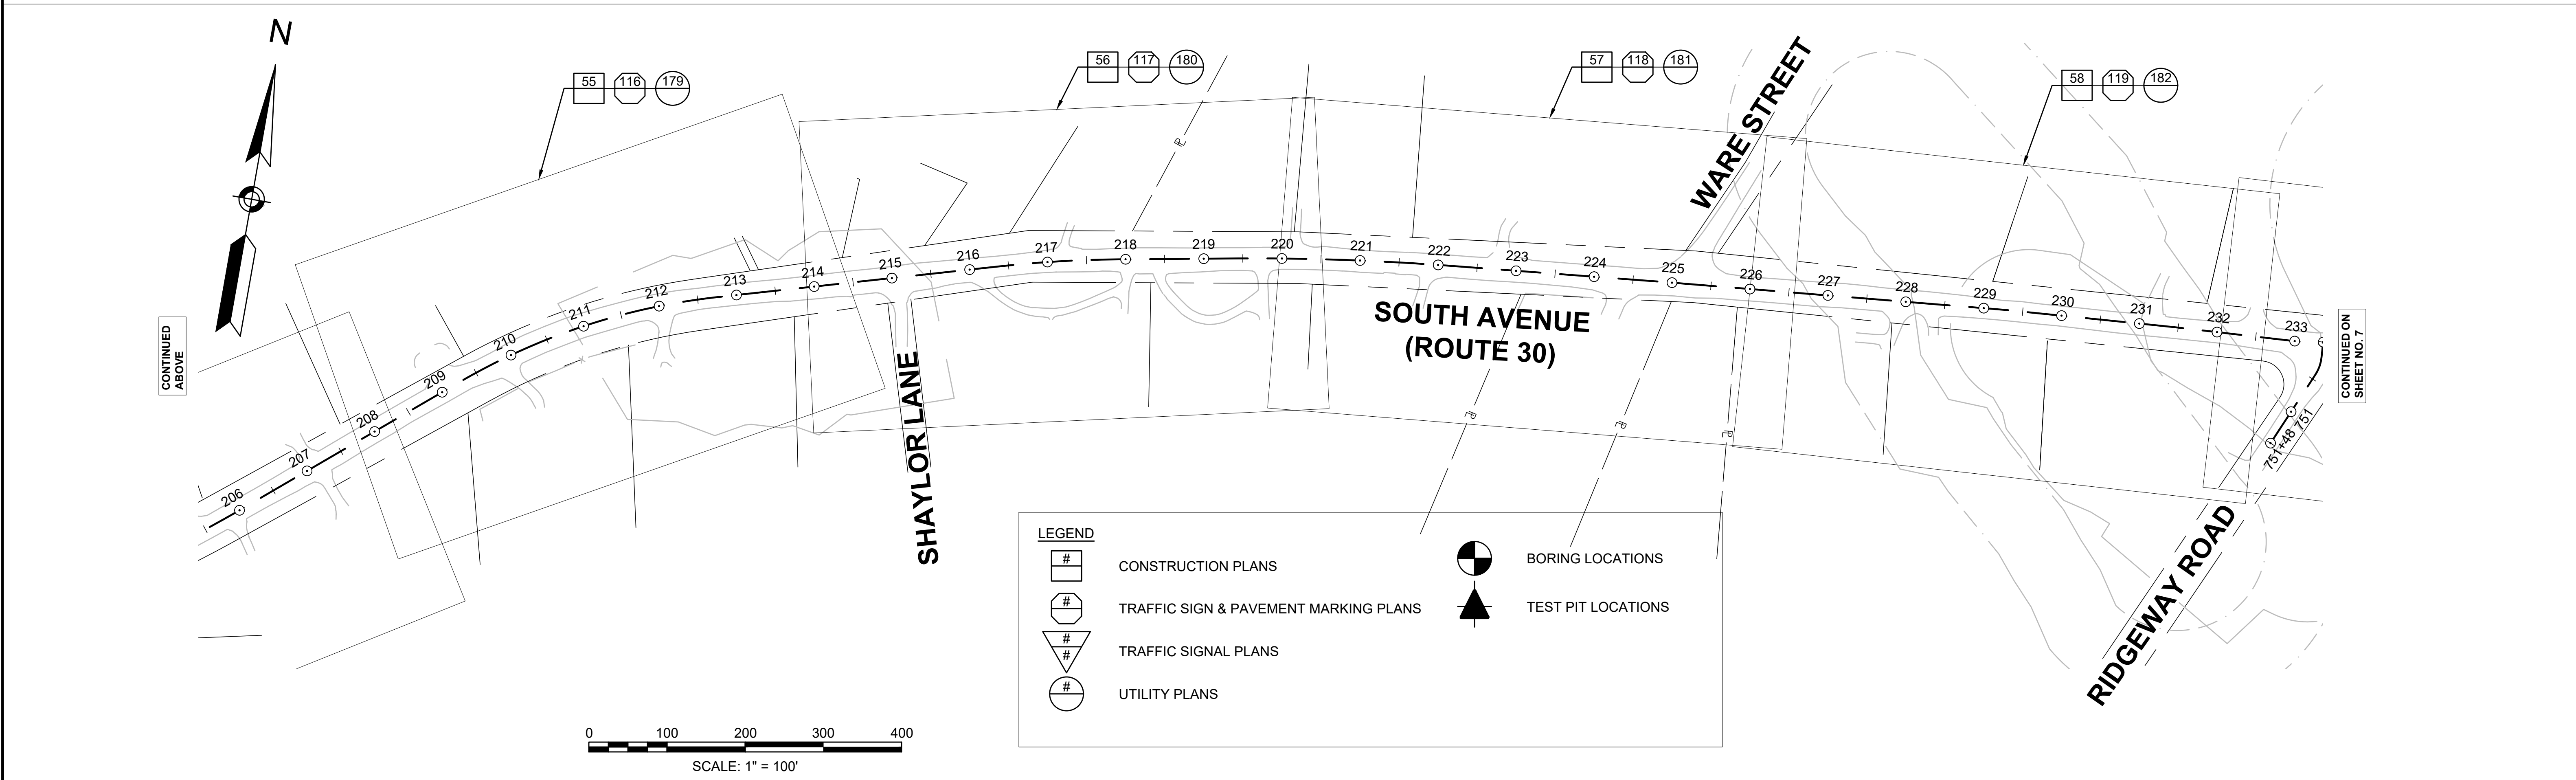 N
55 116 179
56 117 180
57 118 181
58 119 182
WARE STREET
CONTINUED
ABOVE
206
207
208
209
210
211
212
213
214
215
216
217
218
219
220
221
222
223
224
225
226
227
228
229
230
231
232
233
751
751+48
CONTINUED ON
SHEET NO. 7
SOUTH AVENUE
(ROUTE 30)
SHAYLOR LANE
RIDGEWAY ROAD
PL
PL
PL
PL
LEGEND
# CONSTRUCTION PLANS
# TRAFFIC SIGN & PAVEMENT MARKING PLANS
#
# TRAFFIC SIGNAL PLANS
# UTILITY PLANS
BORING LOCATIONS
TEST PIT LOCATIONS
0 100 200 300 400
SCALE: 1" = 100'